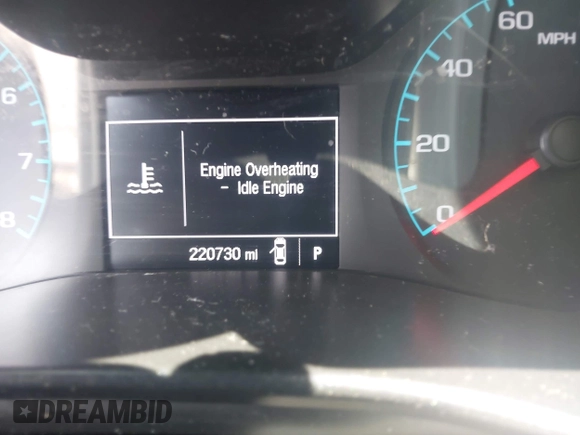 60
MPH
40
20
0
6
7
8
Engine Overheating
- Idle Engine
220730 mi
P
DREAMBID